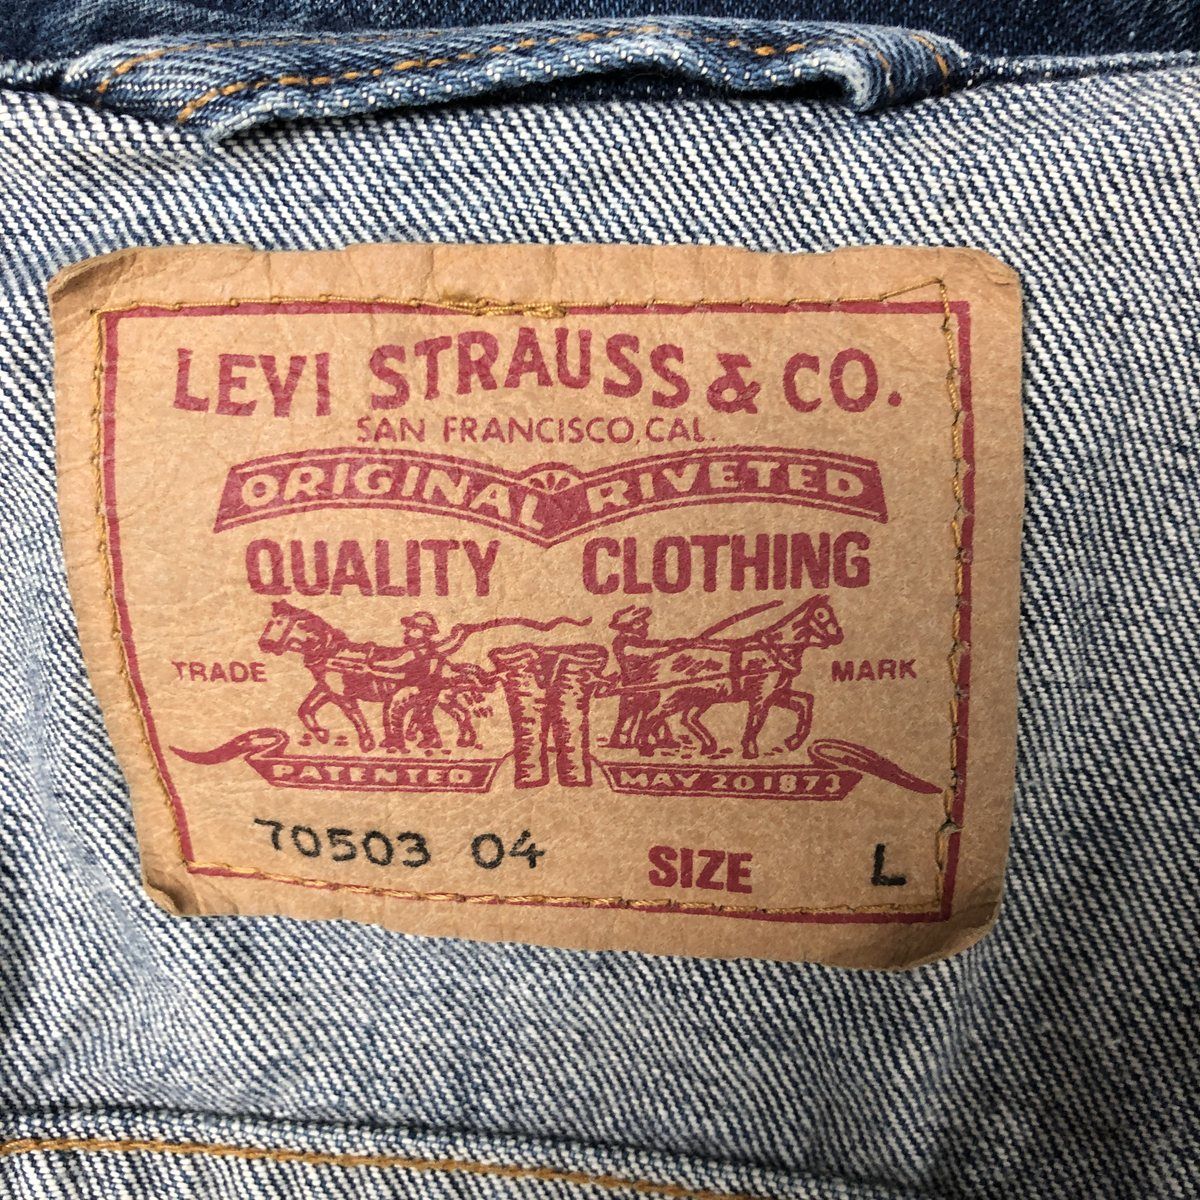 LEVI STRAUSS & CO.
SAN FRANCISCO, CAL.
ORIGINAL RIVETED
QUALITY CLOTHING
TRADE MARK
PATENTED MAY 20 1873
70503 04 SIZE L